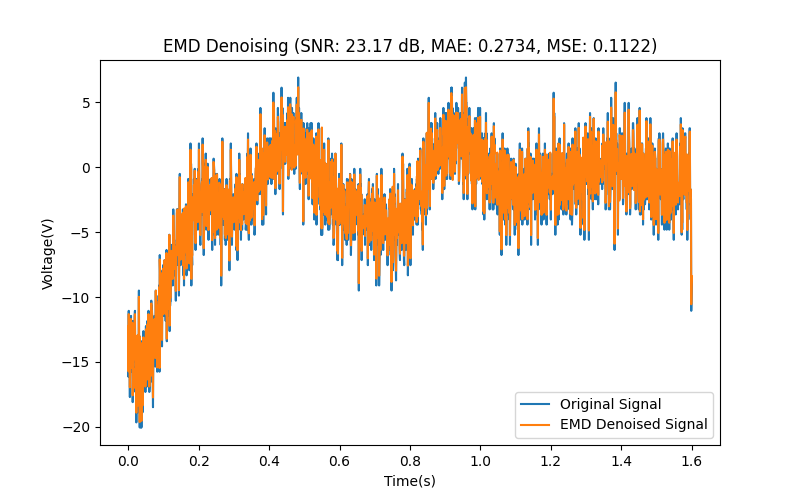 EMD Denoising (SNR: 23.17 dB, MAE: 0.2734, MSE: 0.1122)
5
0
−5
−10
−15
−20
Voltage(V)
Original Signal
EMD Denoised Signal
0.0 0.2 0.4 0.6 0.8 1.0 1.2 1.4 1.6
Time(s)